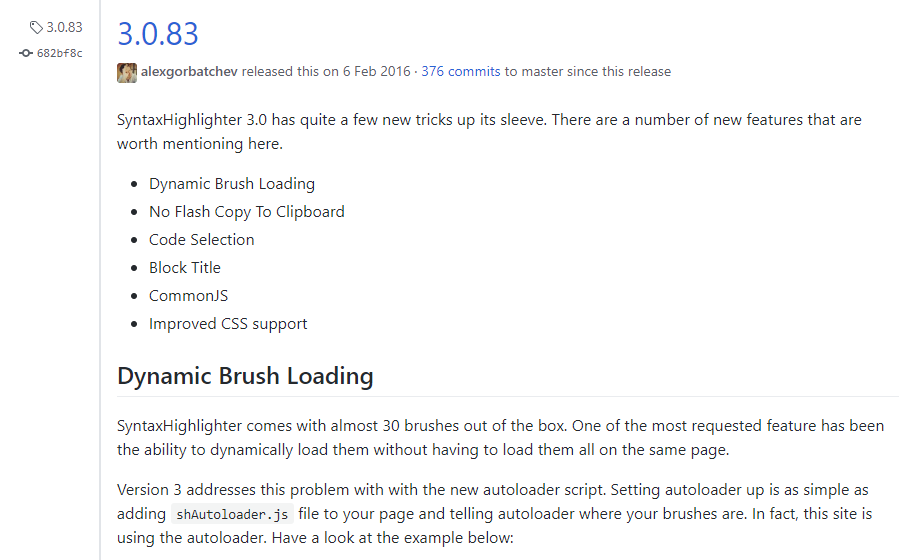 3.0.83
682bf8c
3.0.83
alexgorbatchev released this on 6 Feb 2016 · 376 commits to master since this release
SyntaxHighlighter 3.0 has quite a few new tricks up its sleeve. There are a number of new features that are
worth mentioning here.
• Dynamic Brush Loading
• No Flash Copy To Clipboard
• Code Selection
• Block Title
• CommonJS
• Improved CSS support
Dynamic Brush Loading
SyntaxHighlighter comes with almost 30 brushes out of the box. One of the most requested feature has been
the ability to dynamically load them without having to load them all on the same page.
Version 3 addresses this problem with with the new autoloader script. Setting autoloader up is as simple as
adding shAutoloader.js file to your page and telling autoloader where your brushes are. In fact, this site is
using the autoloader. Have a look at the example below: